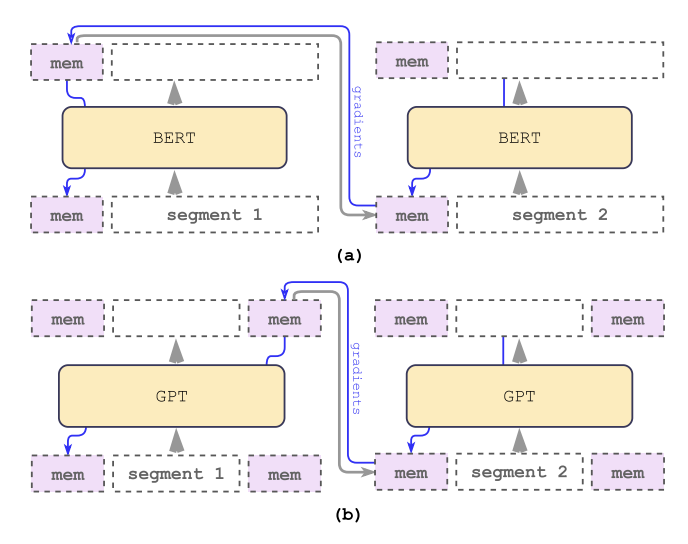 mem
mem
BERT
gradients
BERT
mem segment 1
mem segment 2
(a)
mem mem
mem mem
GPT
gradients
GPT
mem segment 1 mem
mem segment 2 mem
(b)